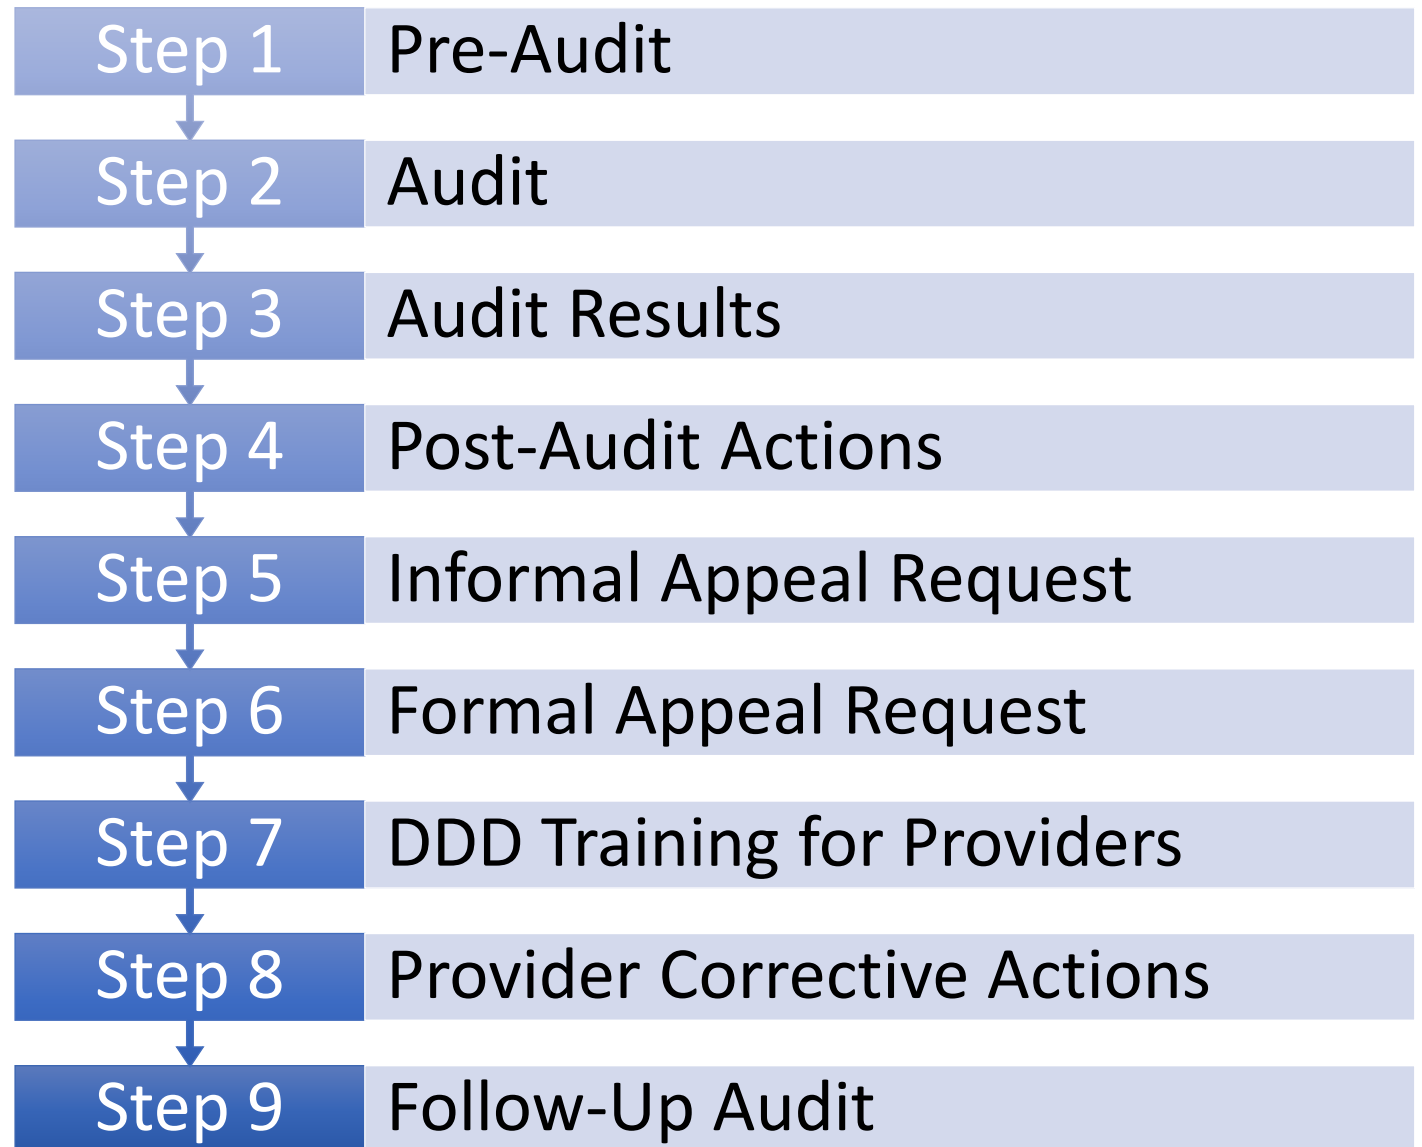 Step 1 Pre-Audit
Step 2 Audit
Step 3 Audit Results
Step 4 Post-Audit Actions
Step 5 Informal Appeal Request
Step 6 Formal Appeal Request
Step 7 DDD Training for Providers
Step 8 Provider Corrective Actions
Step 9 Follow-Up Audit